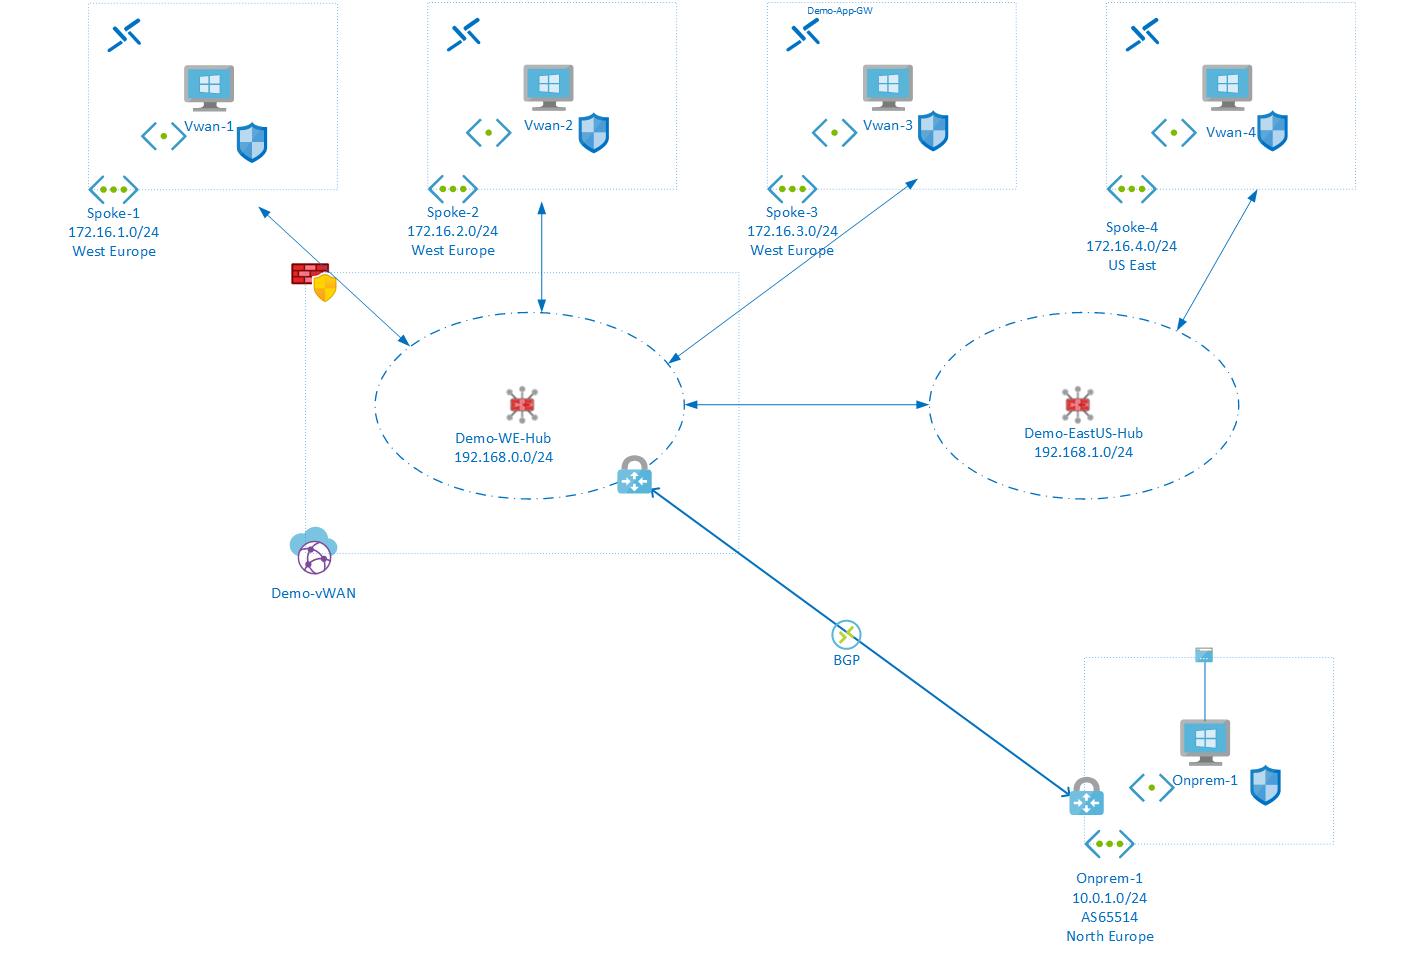 Demo-App-GW
Vwan-1
Vwan-2
Vwan-3
Vwan-4
Spoke-1
172.16.1.0/24
West Europe
Spoke-2
172.16.2.0/24
West Europe
Spoke-3
172.16.3.0/24
West Europe
Spoke-4
172.16.4.0/24
US East
Demo-WE-Hub
192.168.0.0/24
Demo-EastUS-Hub
192.168.1.0/24
Demo-vWAN
BGP
Onprem-1
Onprem-1
10.0.1.0/24
AS65514
North Europe